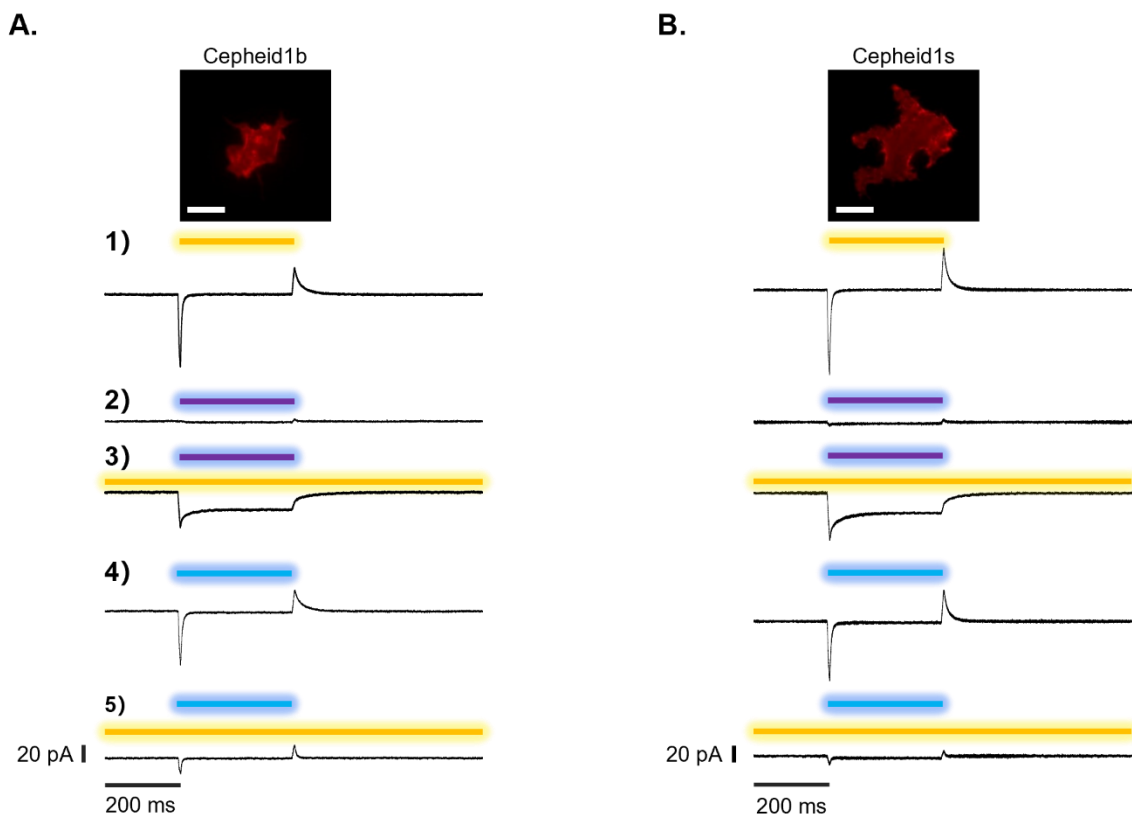 A.
Cepheid1b
1)
2)
3)
4)
5)
20 pA
200 ms
B.
Cepheid1s
20 pA
200 ms